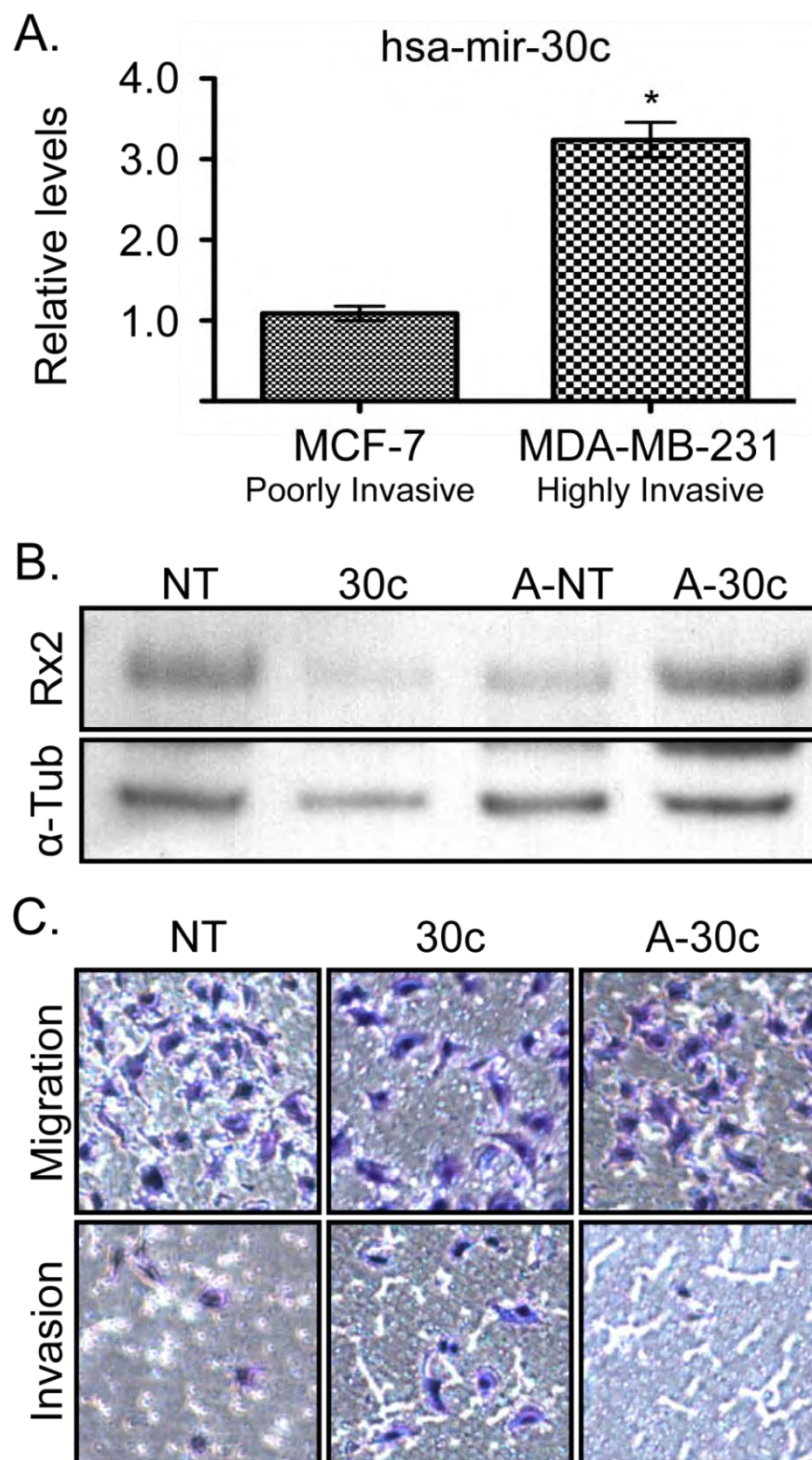 A.
hsa-mir-30c
Relative levels
4.0
3.0
2.0
1.0
*
MCF-7 MDA-MB-231
Poorly Invasive Highly Invasive
B.
NT 30c A-NT A-30c
Rx2
α-Tub
C.
NT 30c A-30c
Migration
Invasion